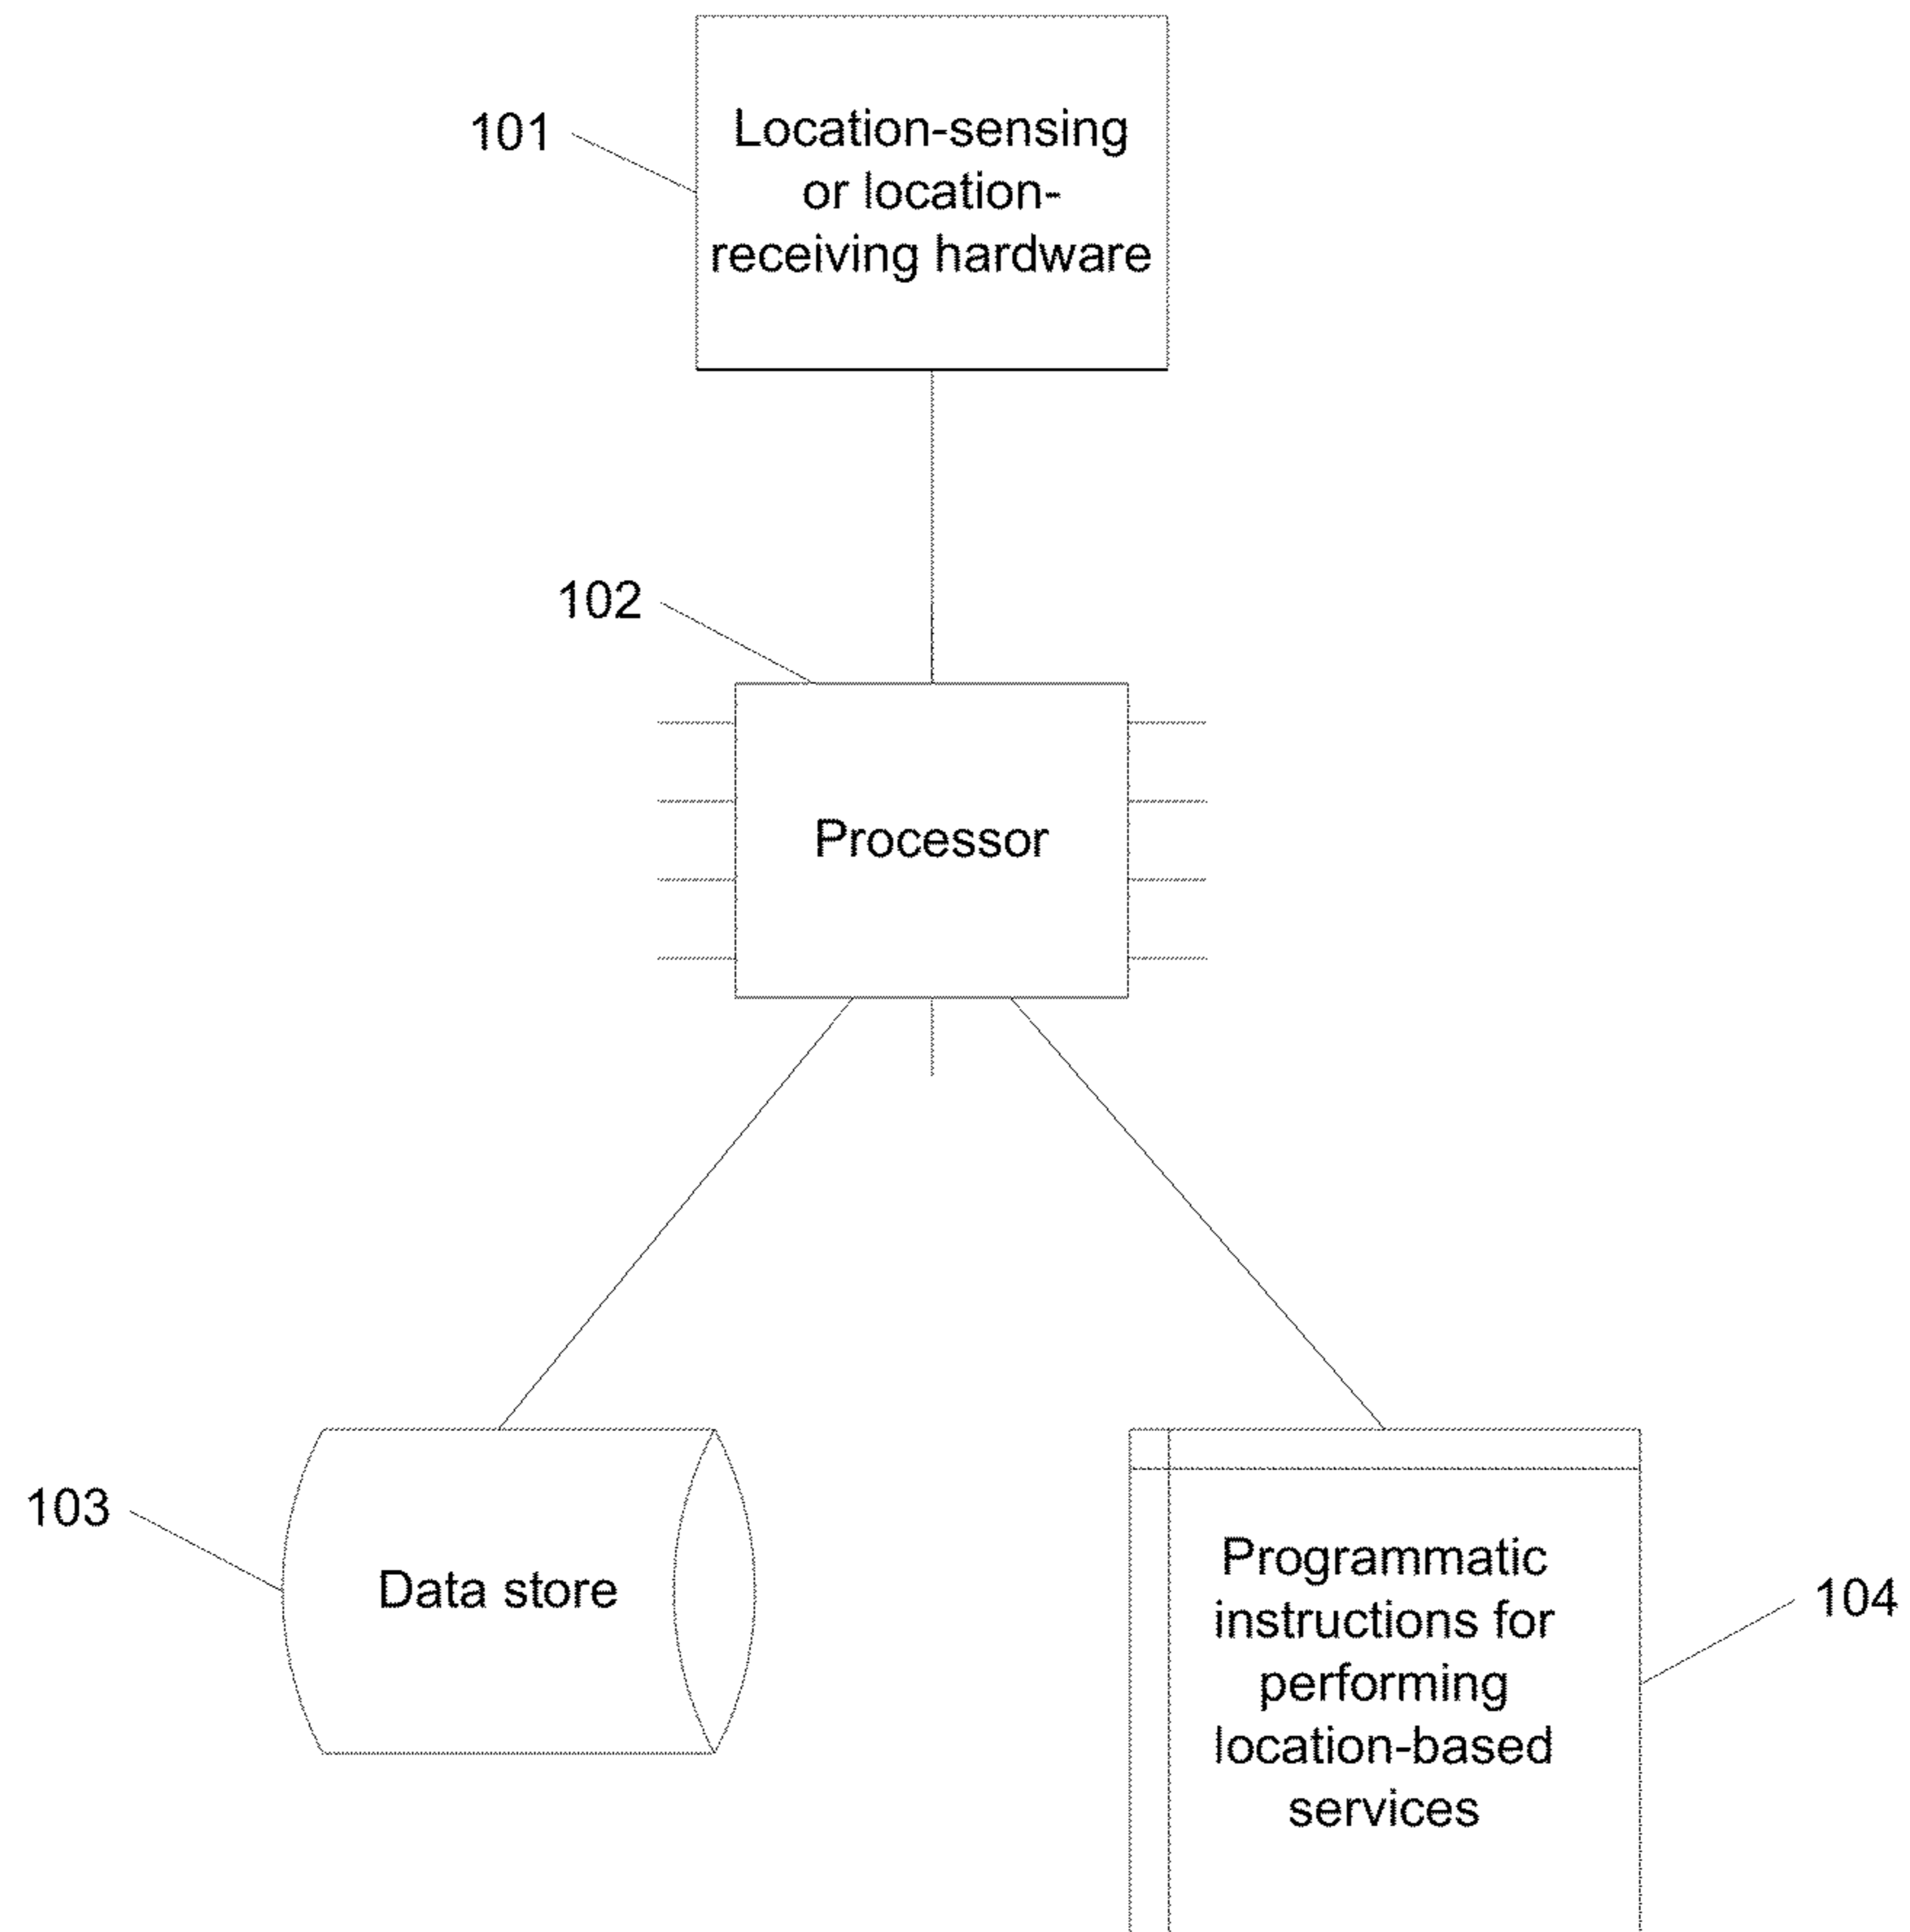 101
Location-sensing
or location-
receiving hardware
102
Processor
103
Data store
Programmatic
instructions for
performing
location-based
services
104